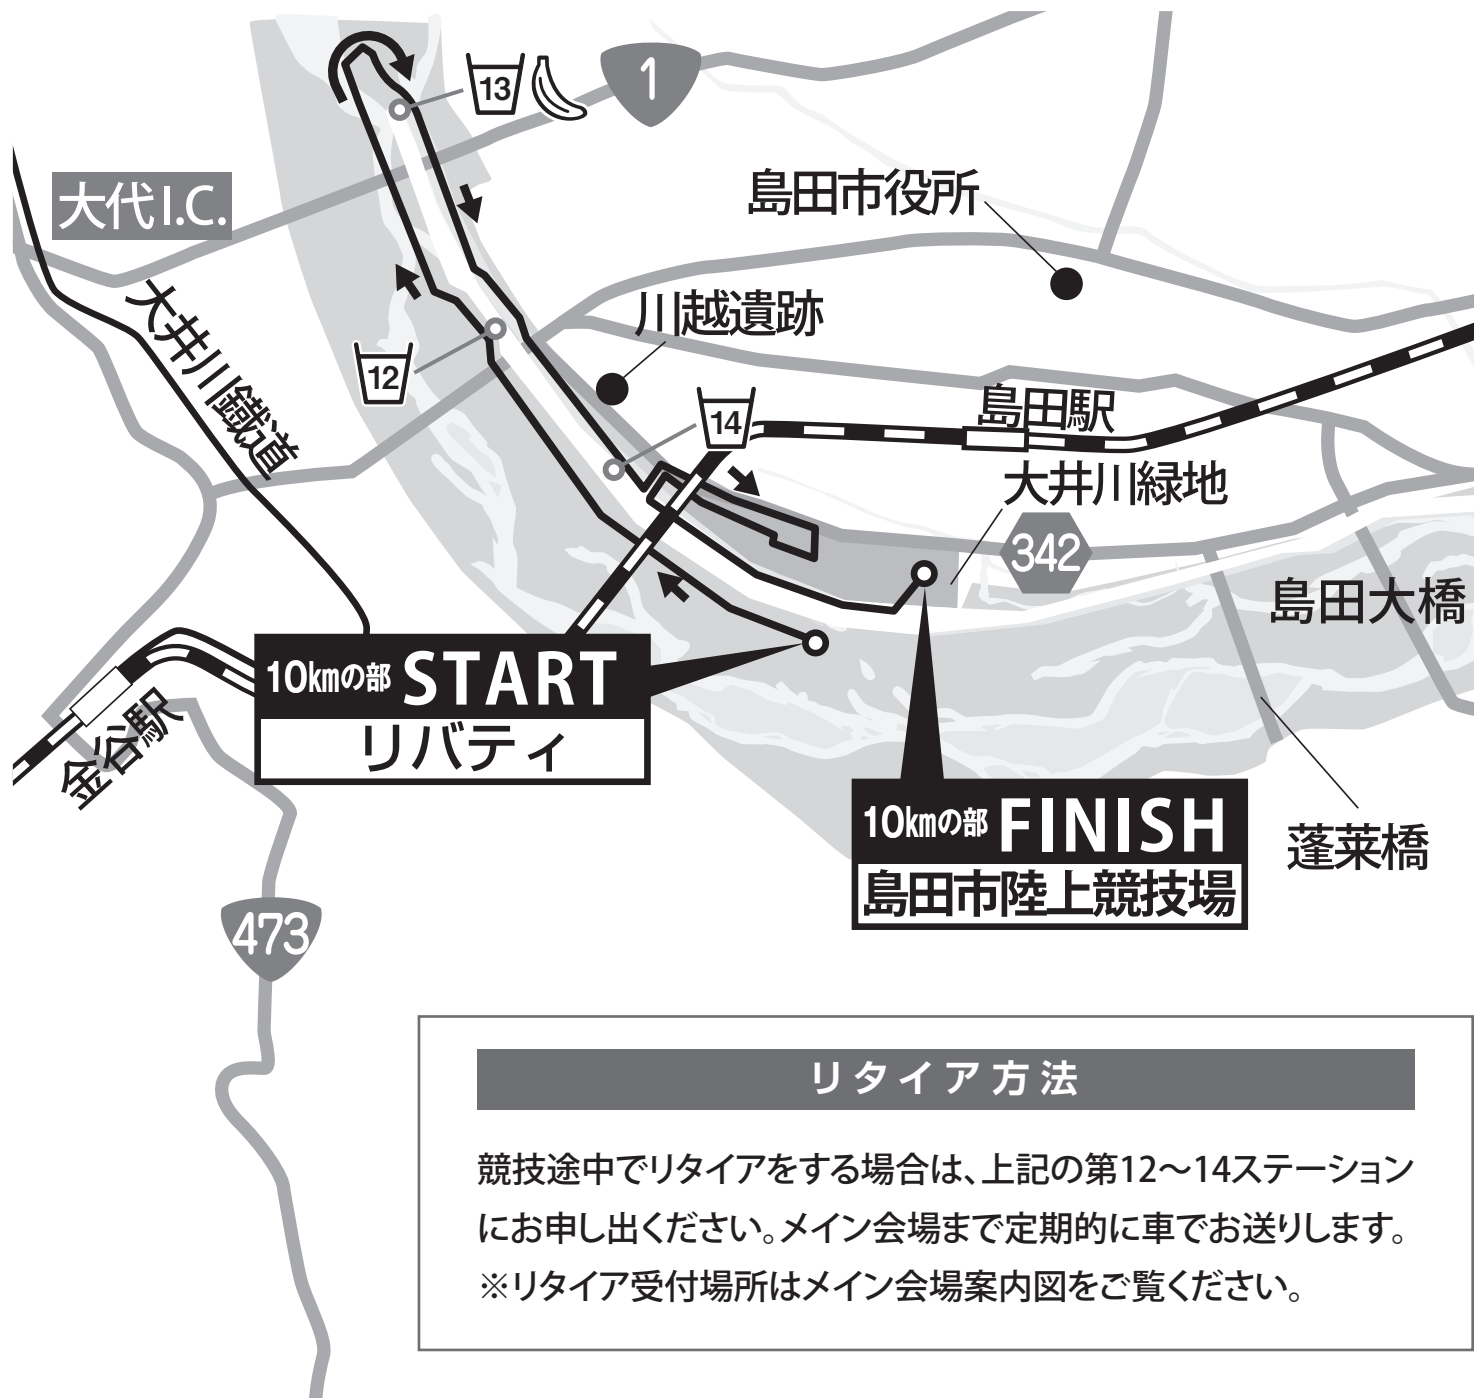 13
1
大代I.C.
島田市役所
大井川鐵道
川越遺跡
12
14
島田駅
大井川緑地
342
島田大橋
10kmの部 START
リバティ
金谷駅
10kmの部 FINISH
島田市陸上競技場
蓬莱橋
473
リタイア方法
競技途中でリタイアをする場合は、上記の第12〜14ステーション
にお申し出ください。メイン会場まで定期的に車でお送りします。
※リタイア受付場所はメイン会場案内図をご覧ください。